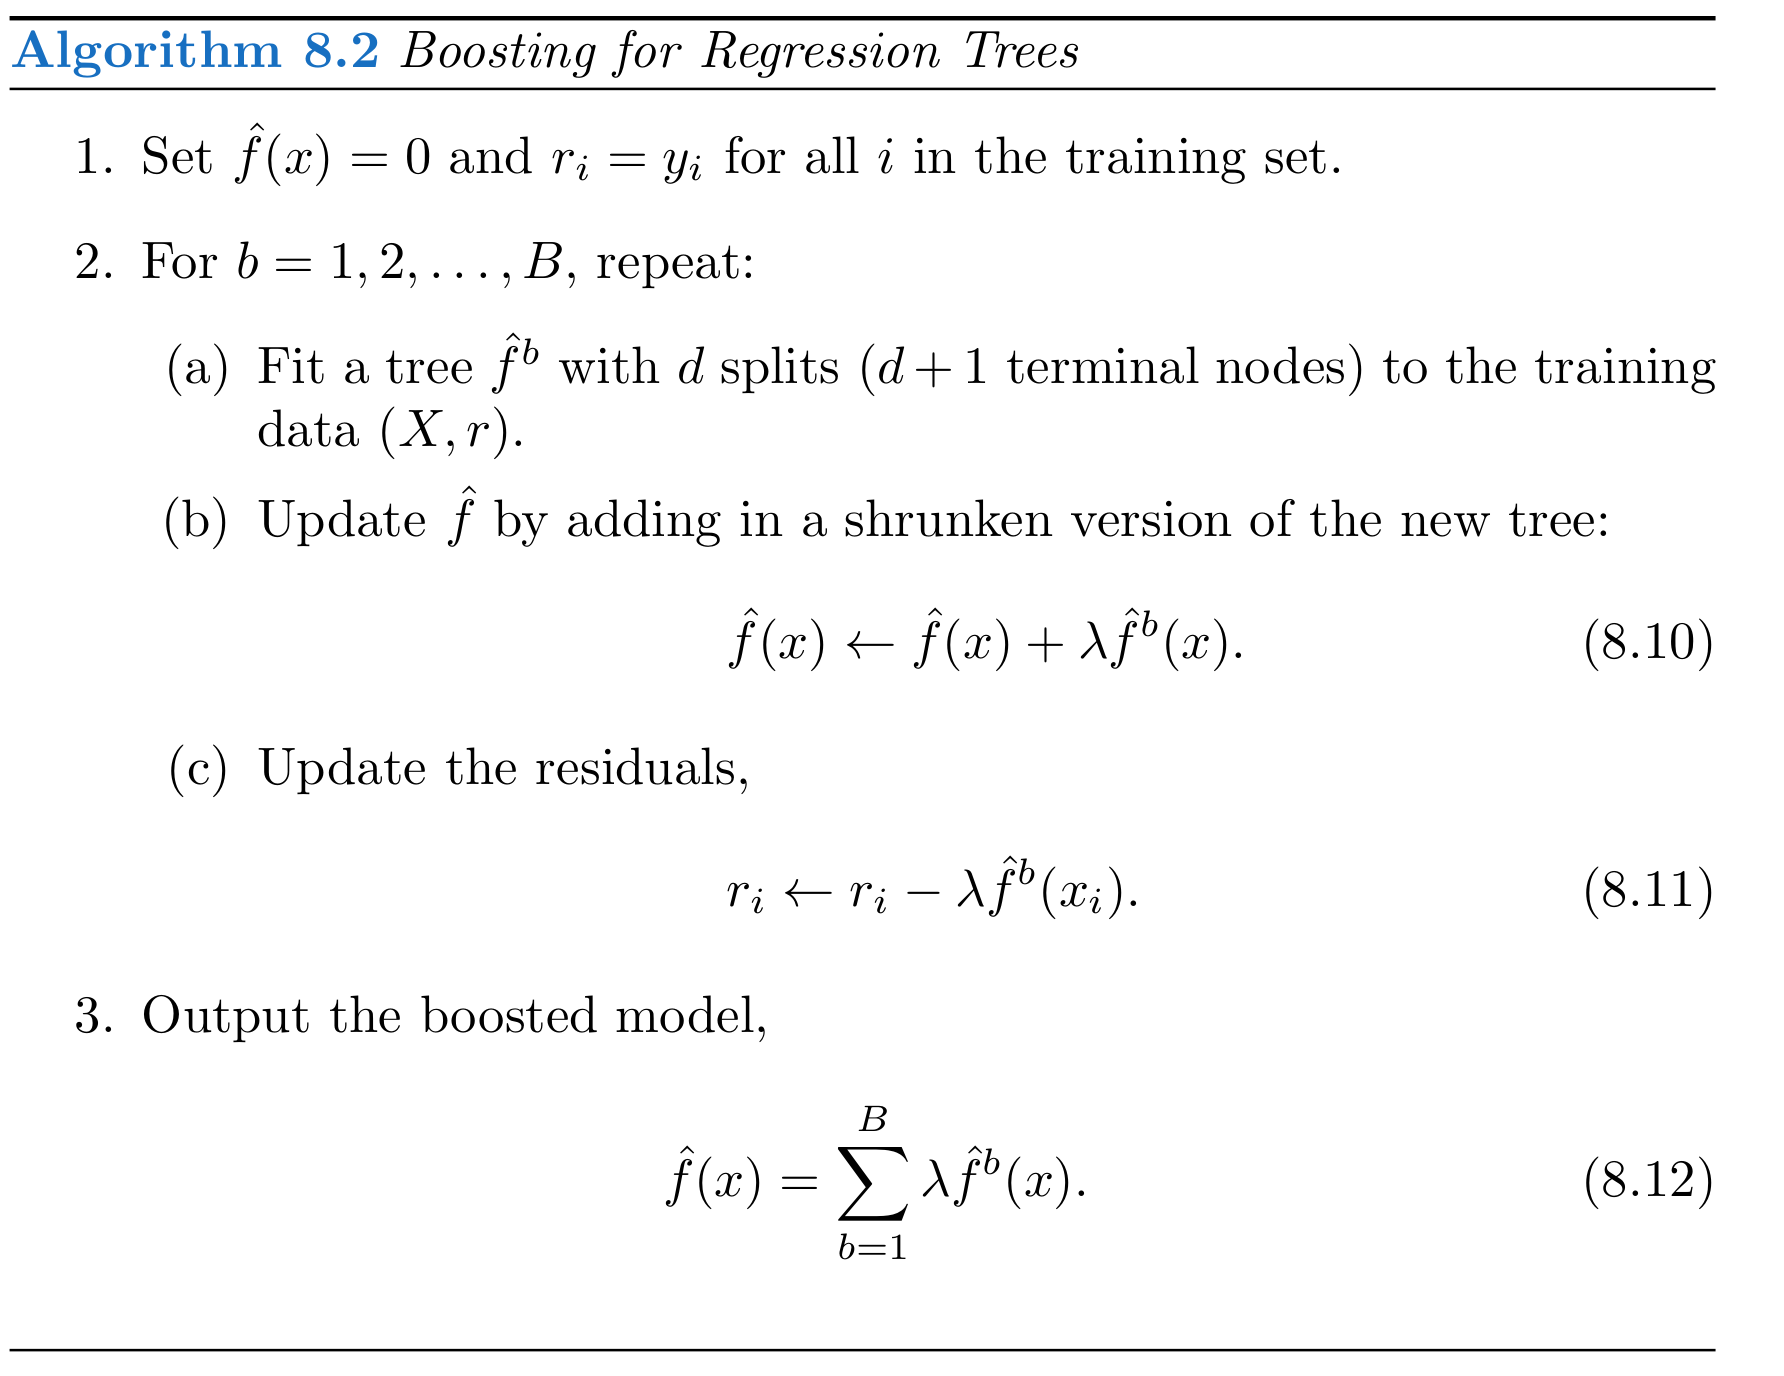 Algorithm 8.2 Boosting for Regression Trees
1. Set f̂(x) = 0 and rᵢ = yᵢ for all i in the training set.
2. For b = 1, 2, . . . , B, repeat:
(a) Fit a tree f̂ᵇ with d splits (d + 1 terminal nodes) to the training
data (X, r).
(b) Update f̂ by adding in a shrunken version of the new tree:
f̂(x) ← f̂(x) + λf̂ᵇ(x). (8.10)
(c) Update the residuals,
rᵢ ← rᵢ − λf̂ᵇ(xᵢ). (8.11)
3. Output the boosted model,
f̂(x) = ∑_{b=1}^{B} λf̂ᵇ(x). (8.12)